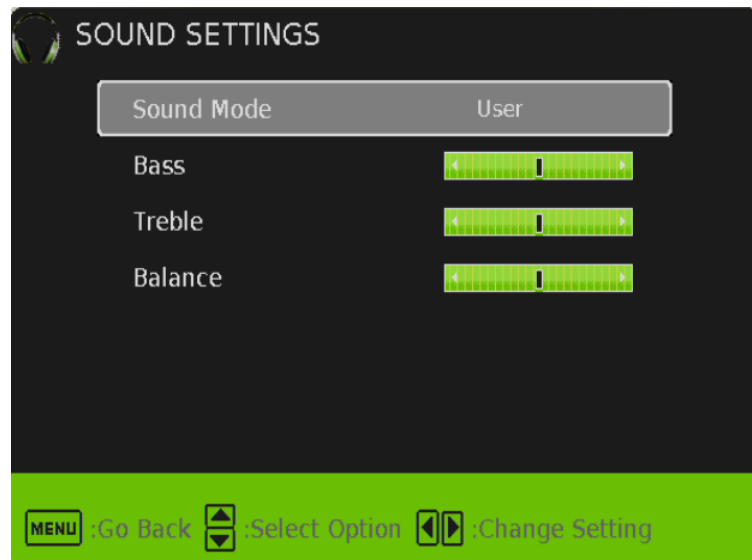 SOUND SETTINGS
Sound Mode User
Bass
Treble
Balance
MENU :Go Back :Select Option :Change Setting